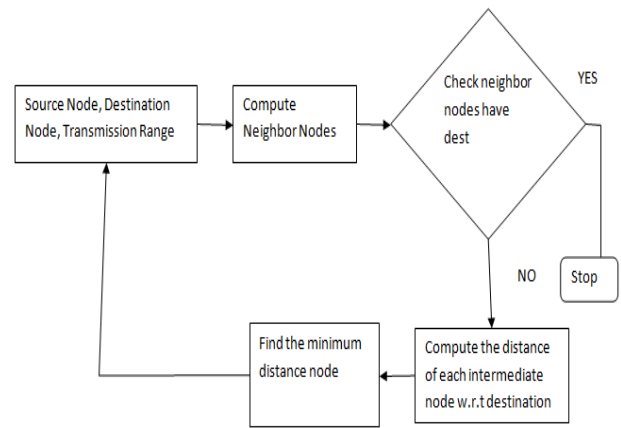 Source Node, Destination
Node, Transmission Range
Compute
Neighbor Nodes
Check neighbor
nodes have
dest
YES
NO
Stop
Find the minimum
distance node
Compute the distance
of each intermediate
node w.r.t destination